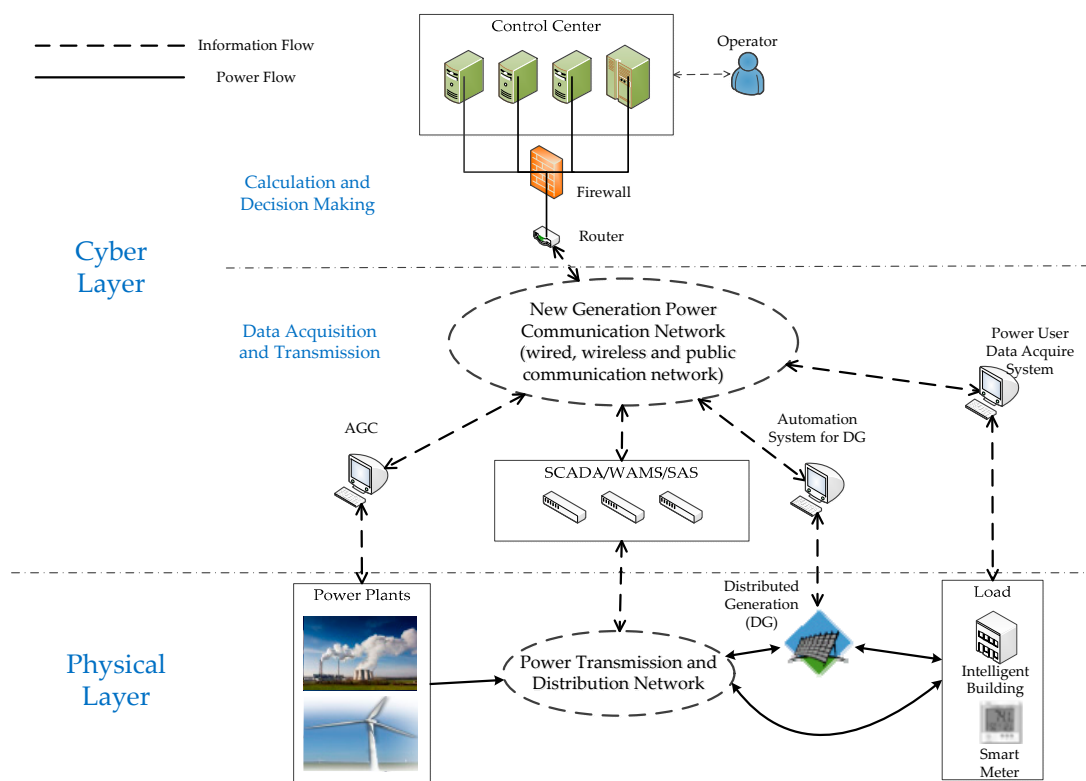 Control Center
Information Flow
Operator
Power Flow
Calculation and
Decision Making
Firewall
Router
Cyber
Layer
New Generation Power
Communication Network
(wired, wireless and public
communication network)
Data Acquisition
and Transmission
Power User
Data Acquire
System
AGC
Automation
System for DG
SCADA/WAMS/SAS
Power Plants
Distributed
Generation
(DG)
Load
Physical
Layer
Power Transmission and
Distribution Network
Intelligent
Building
Smart
Meter